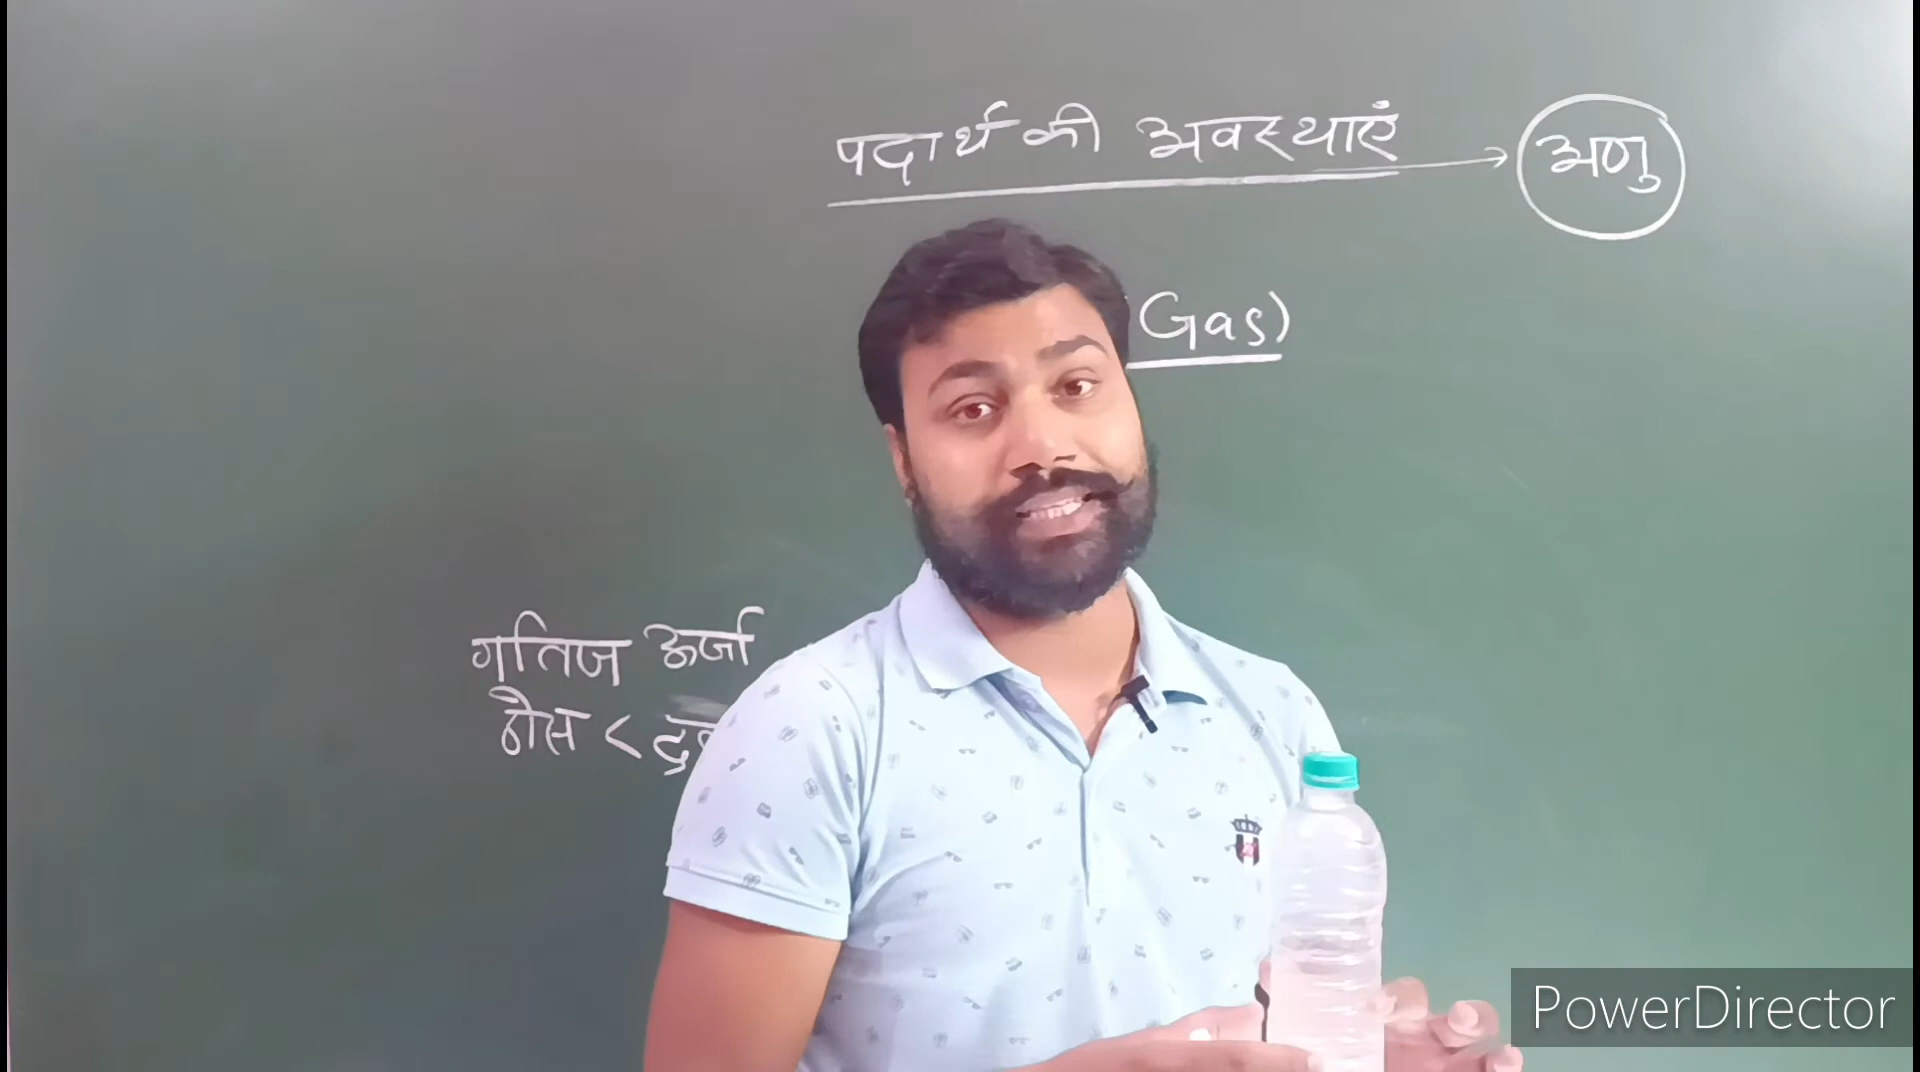 पदार्थ की अवस्थाएं → अणु
Gas)
गतिज ऊर्जा
ठोस <
PowerDirector